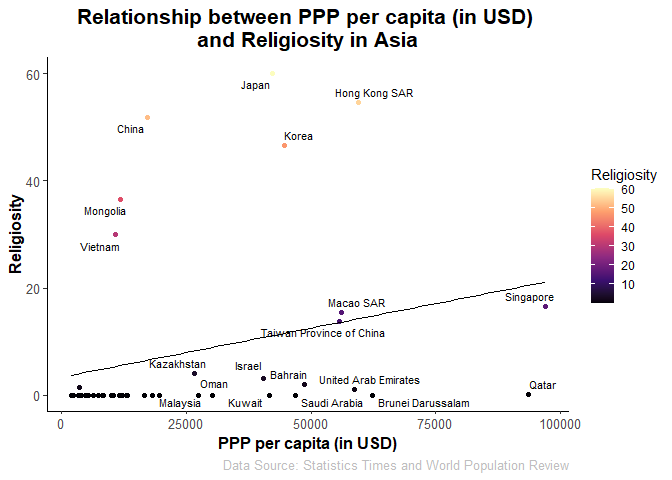 Relationship between PPP per capita (in USD)
and Religiosity in Asia
60
Japan
Hong Kong SAR
China
Korea
Religiosity
60
50
40
30
20
10
40
Mongolia
Vietnam
Religiosity
20
Macao SAR
Singapore
Taiwan Province of China
Kazakhstan
Israel
Bahrain
Oman
United Arab Emirates
Qatar
0
Malaysia
Kuwait
Saudi Arabia
Brunei Darussalam
0
25000
50000
75000
100000
PPP per capita (in USD)
Data Source: Statistics Times and World Population Review